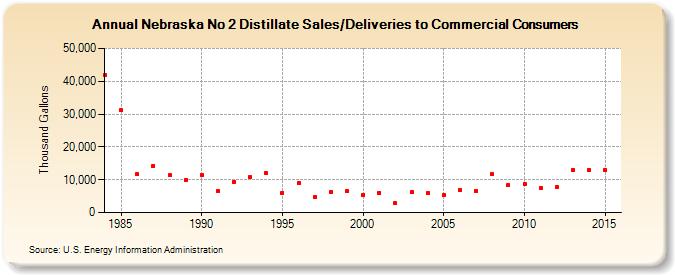 Annual Nebraska No 2 Distillate Sales/Deliveries to Commercial Consumers
Thousand Gallons
50,000
40,000
30,000
20,000
10,000
0
1985 1990 1995 2000 2005 2010 2015
Source: U.S. Energy Information Administration